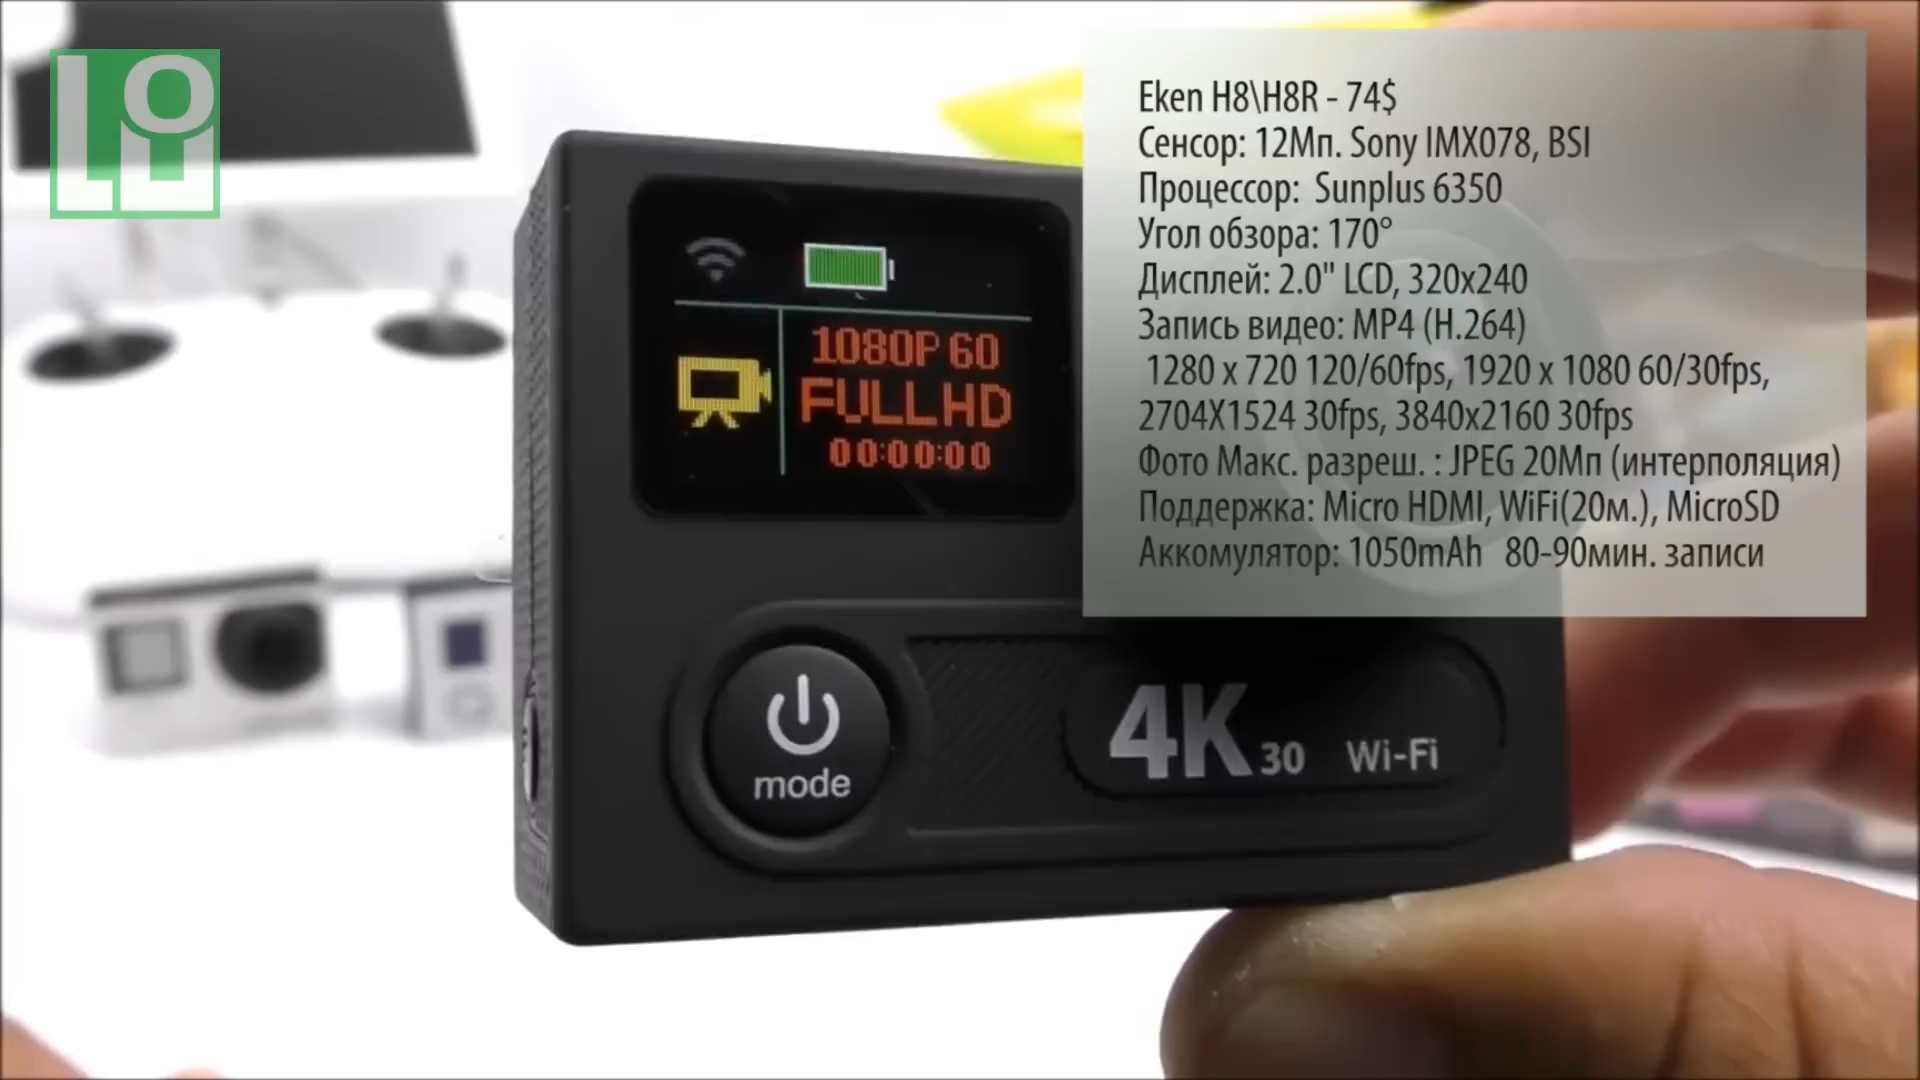 LOI
Eken H8\H8R - 74$
Сенсор: 12Мп. Sony IMX078, BSI
Процессор: Sunplus 6350
Угол обзора: 170°
Дисплей: 2.0" LCD, 320x240
Запись видео: MP4 (H.264)
1280 x 720 120/60fps, 1920 x 1080 60/30fps,
2704X1524 30fps, 3840x2160 30fps
Фото Макс. разреш. : JPEG 20Мп (интерполяция)
Поддержка: Micro HDMI, WiFi(20м.), MicroSD
Аккомулятор: 1050mAh 80-90мин. записи
1080P 60
FULL HD
00:00:00
mode
4K 30 Wi-Fi